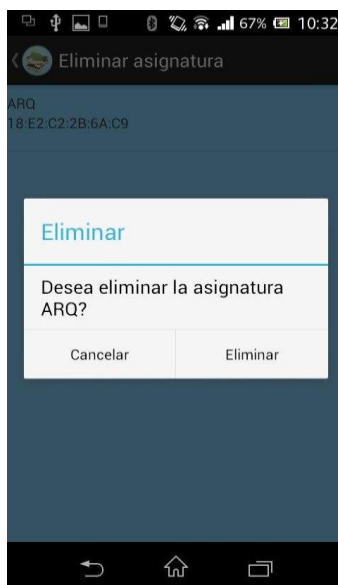 67% 10:32
Eliminar asignatura
ARQ
18:E2:C2:2B:6A:C9
Eliminar
Desea eliminar la asignatura
ARQ?
Cancelar Eliminar